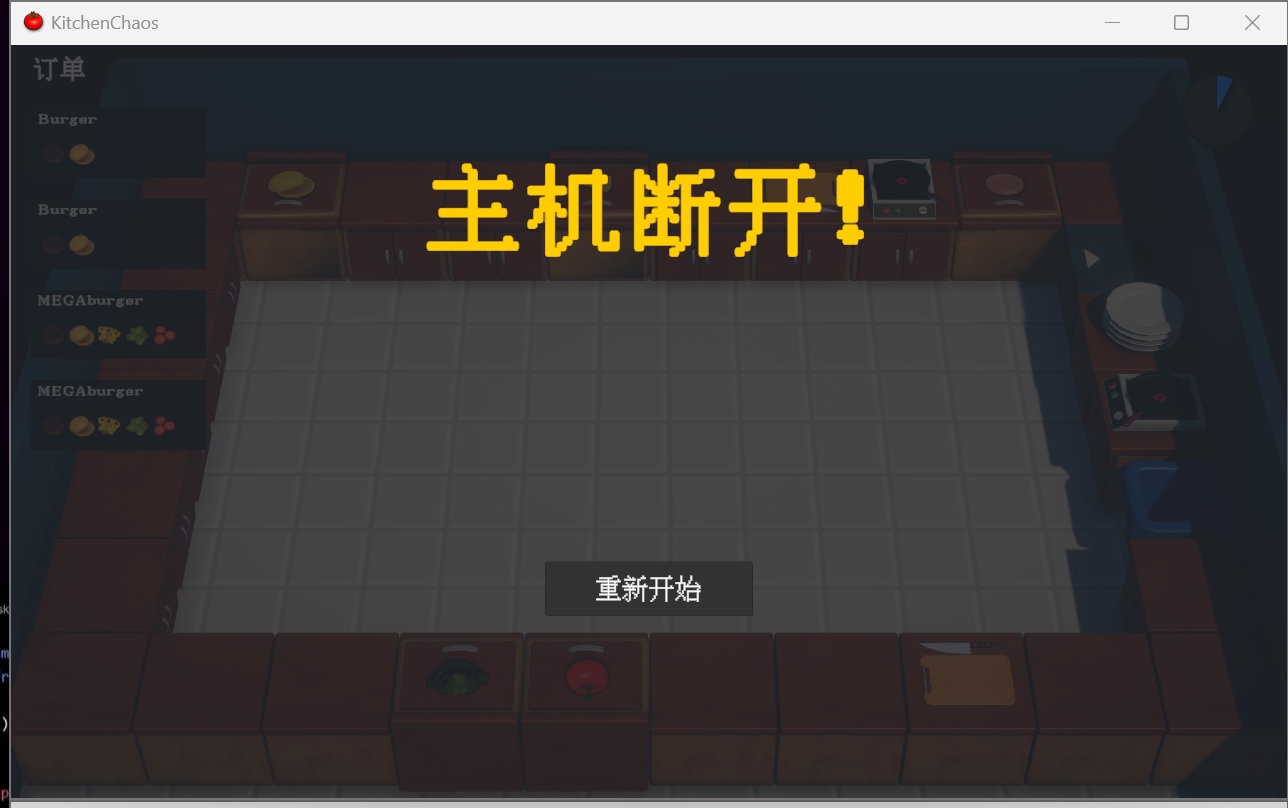 KitchenChaos
订单
Burger
Burger
MEGAburger
MEGAburger
主机断开!
重新开始